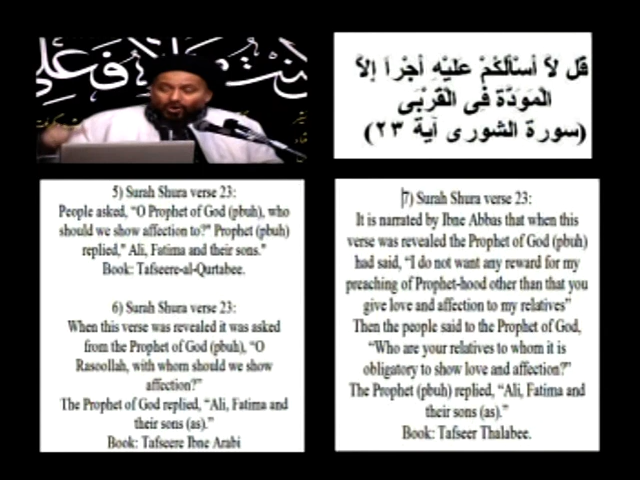 قُل لاَّ أَسْأَلُكُمْ عَلَيْهِ أَجْراً إِلاَّ
الْمَوَدَّةَ فِى الْقُرْبَى
(سورة الشورى آية ٢٣)
5) Surah Shura verse 23:
People asked, “O Prophet of God (pbuh), who
should we show affection to?" Prophet (pbuh)
replied," Ali, Fatima and their sons."
Book: Tafseere-al-Qurtabee.
6) Surah Shura verse 23:
When this verse was revealed it was asked
from the Prophet of God (pbuh), “O
Rasoollah, with whom should we show
affection?”
The Prophet of God replied, “Ali, Fatima and
their sons (as).”
Book: Tafseere Ibne Arabi
7) Surah Shura verse 23:
It is narrated by Ibne Abbas that when this
verse was revealed the Prophet of God (pbuh)
had said, “I do not want any reward for my
preaching of Prophet-hood other than that you
give love and affection to my relatives”
Then the people said to the Prophet of God,
“Who are your relatives to whom it is
obligatory to show love and affection?”
The Prophet (pbuh) replied, “Ali, Fatima and
their sons (as).”
Book: Tafseer Thalabee.